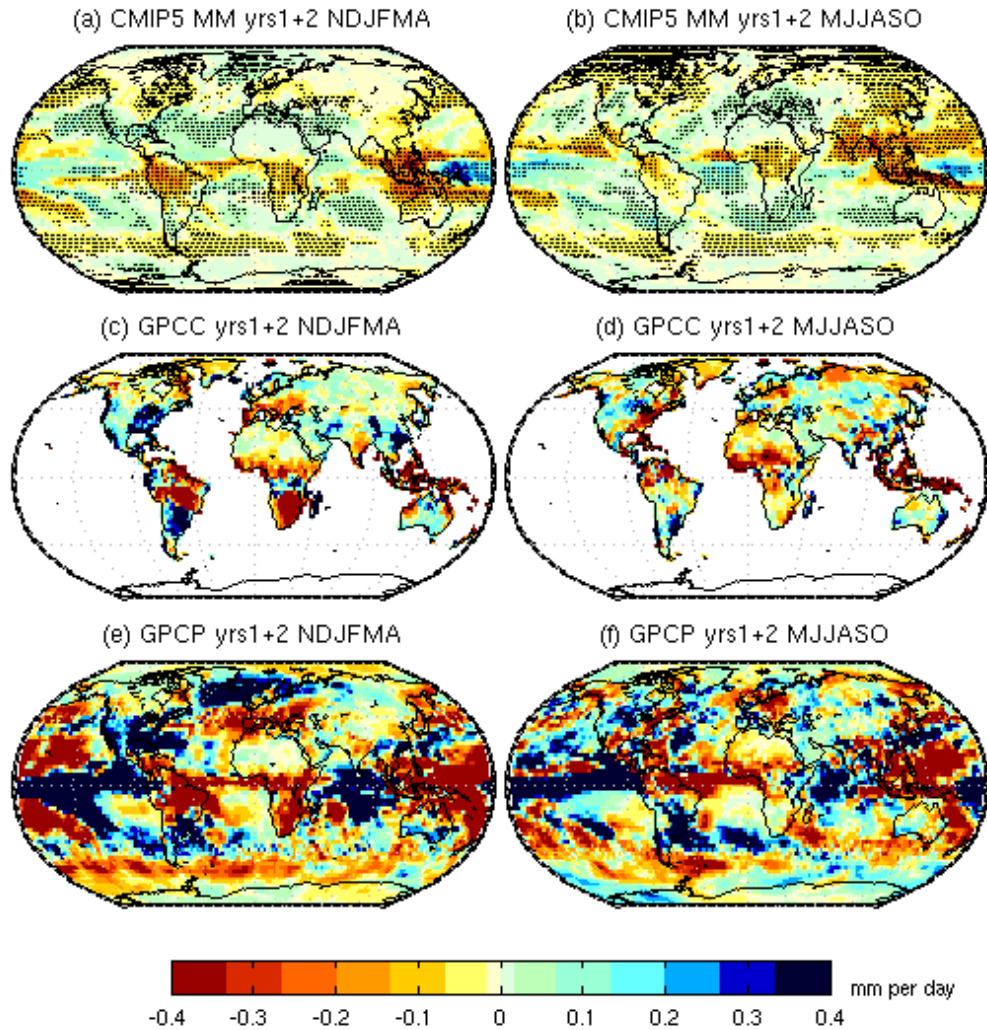 (a) CMIP5 MM yrs1+2 NDJFMA
(b) CMIP5 MM yrs1+2 MJJASO
(c) GPCC yrs1+2 NDJFMA
(d) GPCC yrs1+2 MJJASO
(e) GPCP yrs1+2 NDJFMA
(f) GPCP yrs1+2 MJJASO
mm per day
-0.4 -0.3 -0.2 -0.1 0 0.1 0.2 0.3 0.4